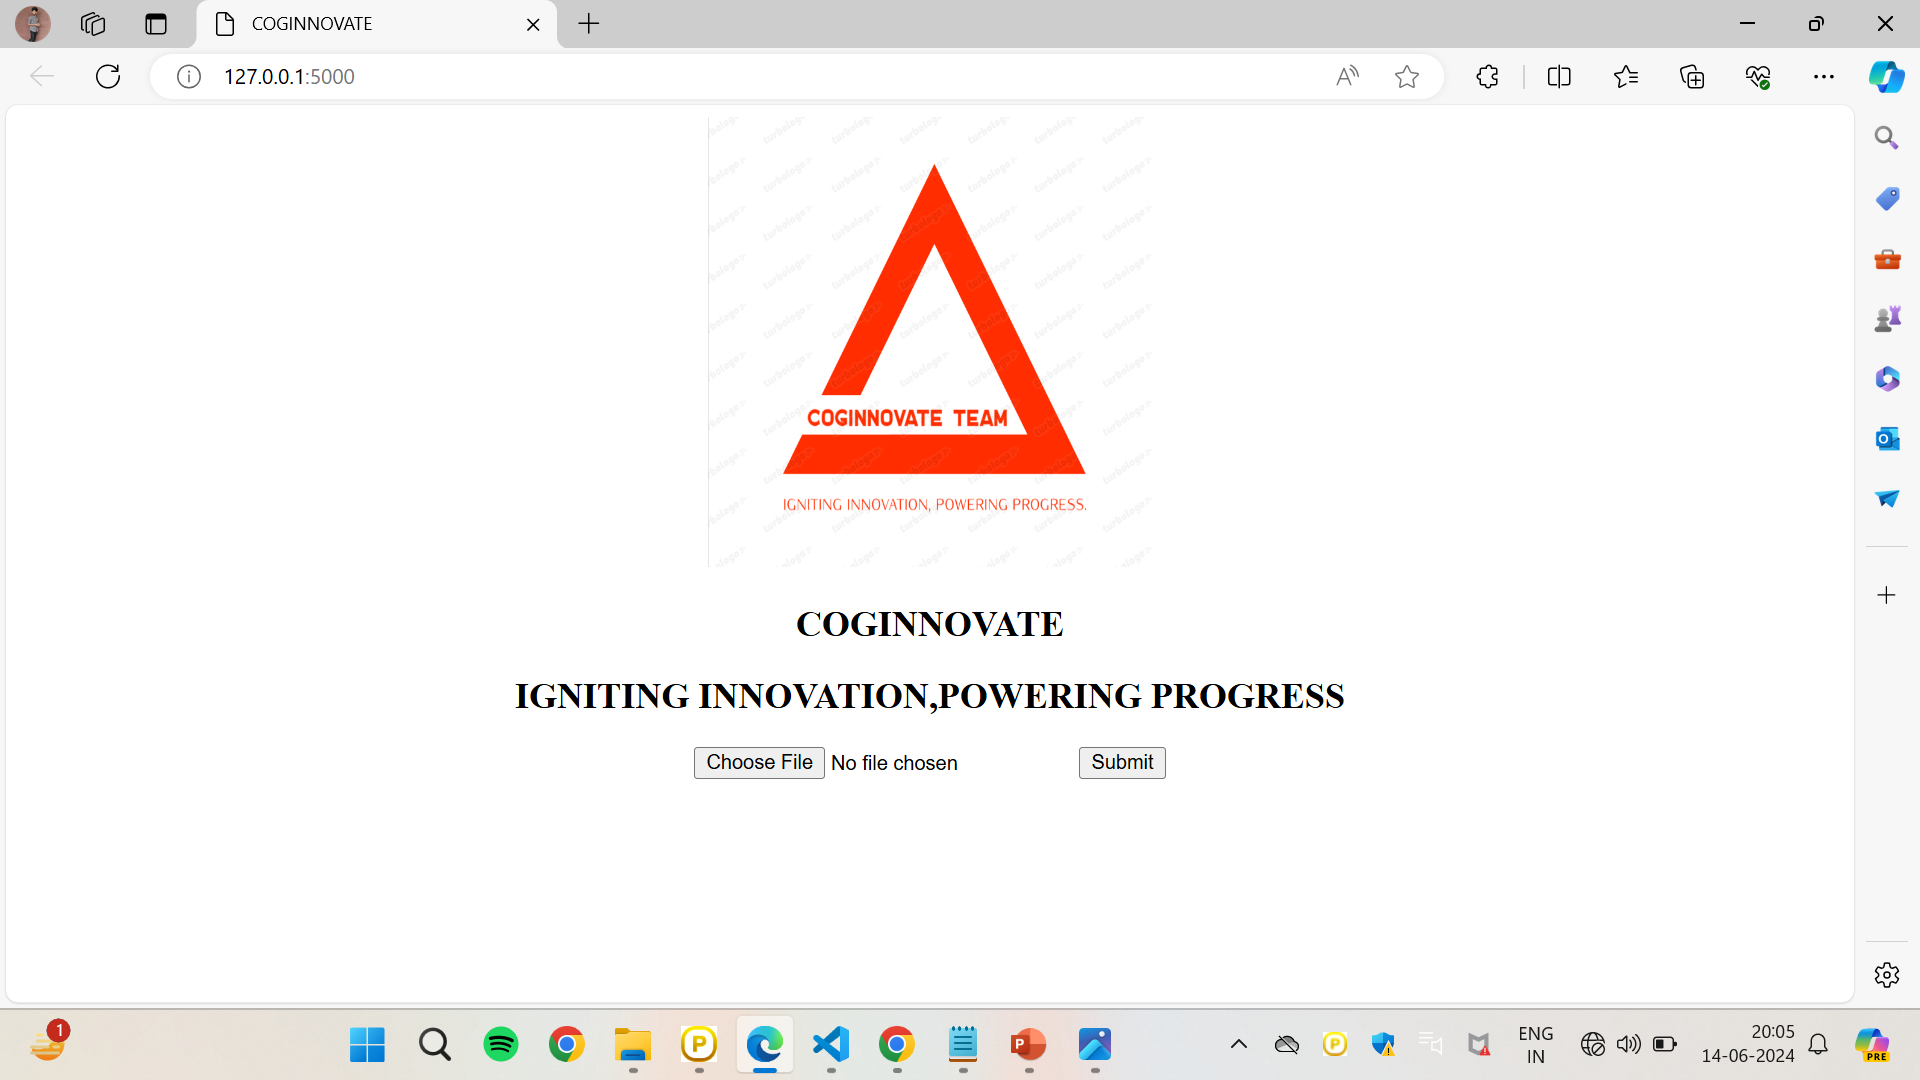 COGINNOVATE
127.0.0.1:5000
COGINNOVATE TEAM
IGNITING INNOVATION, POWERING PROGRESS.
COGINNOVATE
IGNITING INNOVATION,POWERING PROGRESS
Choose File No file chosen Submit
1
ENG
IN
20:05
14-06-2024
PRE